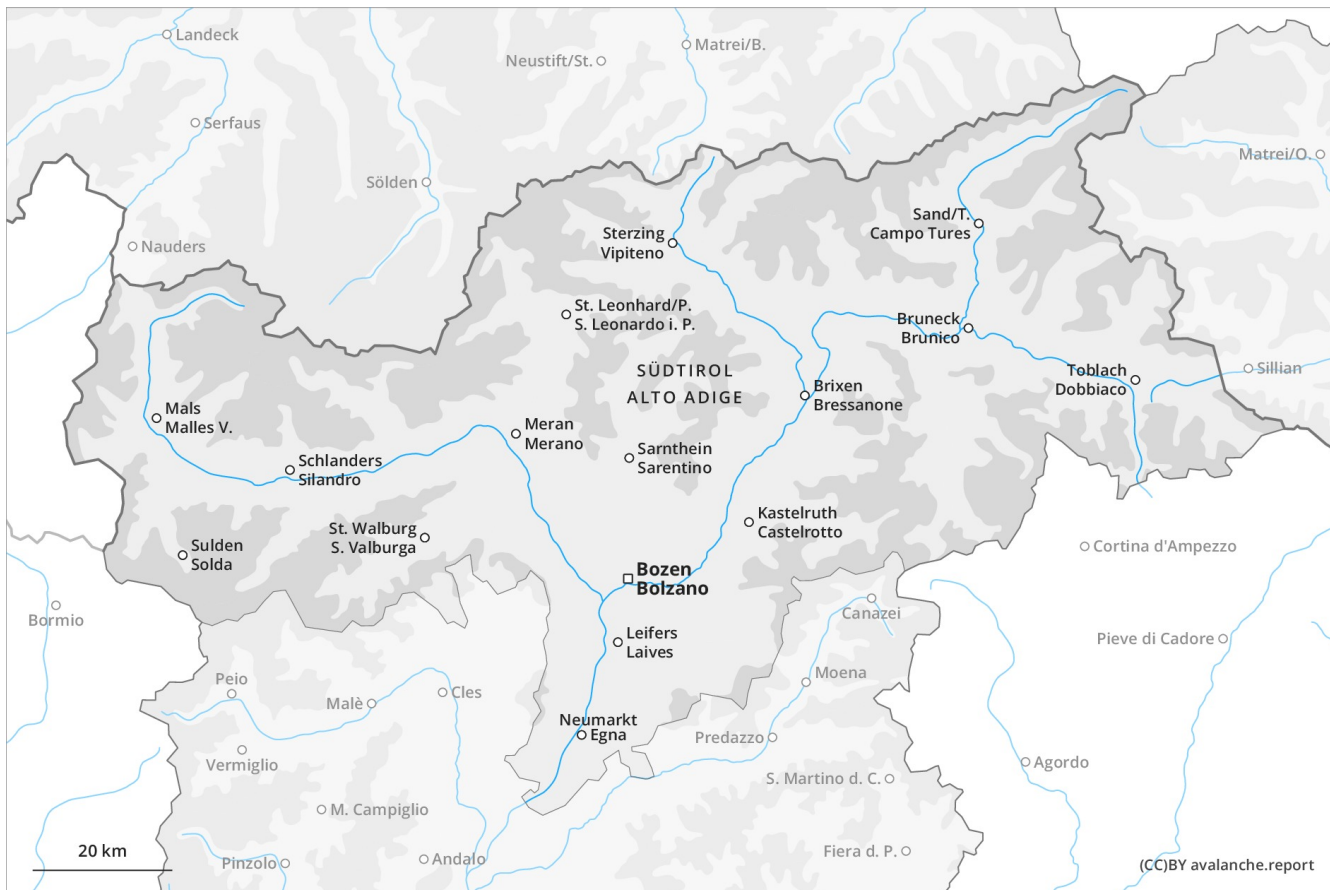 Landeck
Matrei/B.
Neustift/St.
Serfaus
Matrei/O.
Sölden
Sand/T.
Campo Tures
Sterzing
Vipiteno
Nauders
St. Leonhard/P.
S. Leonardo i. P.
Bruneck
Brunico
SÜDTIROL
ALTO ADIGE
Toblach
Dobbiaco
Sillian
Brixen
Bressanone
Mals
Malles V.
Meran
Merano
Sarnthein
Sarentino
Schlanders
Silandro
Kastelruth
Castelrotto
St. Walburg
S. Valburga
Sulden
Solda
Cortina d'Ampezzo
Bozen
Bolzano
Bormio
Canazei
Leifers
Laives
Pieve di Cadore
Peio
Moena
Malè
Cles
Neumarkt
Egna
Predazzo
Vermiglio
Agordo
S. Martino d. C.
M. Campiglio
20 km
Pinzolo
Andalo
Fiera d. P.
(CC)BY avalanche.report